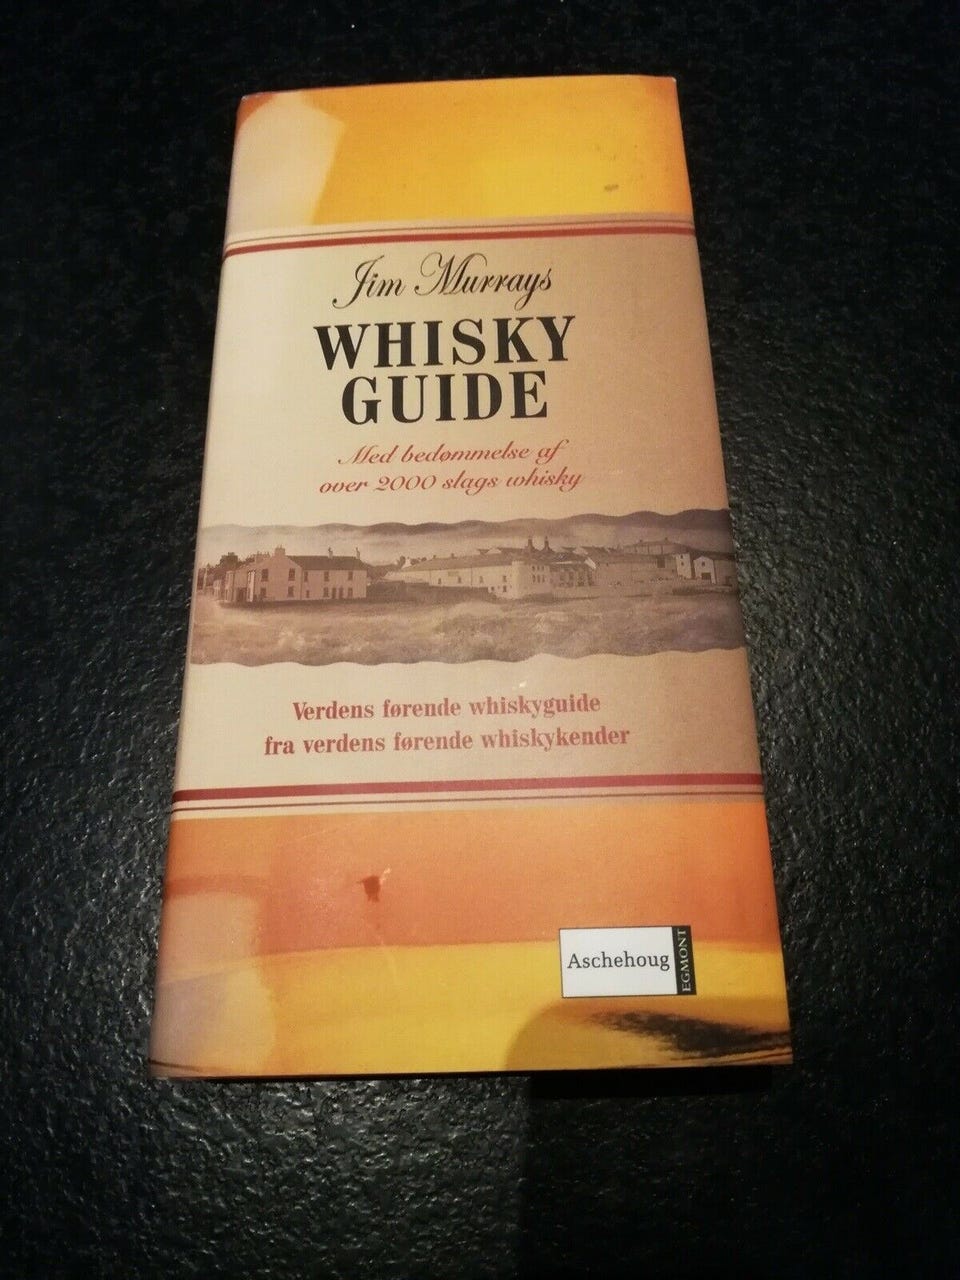 Jim Murrays
WHISKY
GUIDE
Med bedømmelse af
over 2000 slags whisky
Verdens førende whiskyguide
fra verdens førende whiskykender
Aschehoug
EGMONT